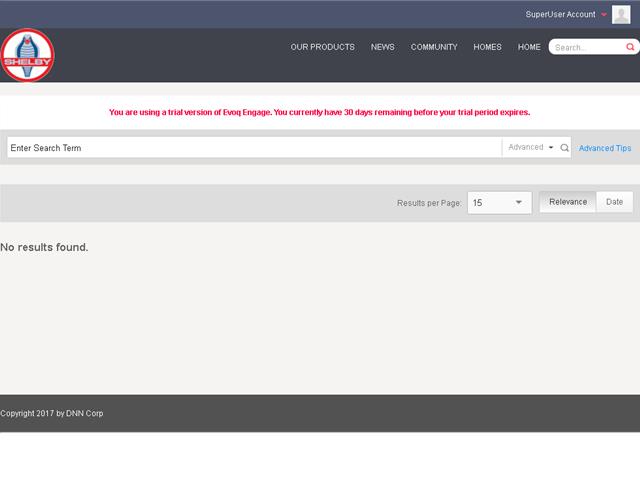 SuperUser Account
SHELBY
OUR PRODUCTS NEWS COMMUNITY HOMES HOME Search...
You are using a trial version of Evoq Engage. You currently have 30 days remaining before your trial period expires.
Enter Search Term Advanced Advanced Tips
Results per Page: 15 Relevance Date
No results found.
Copyright 2017 by DNN Corp